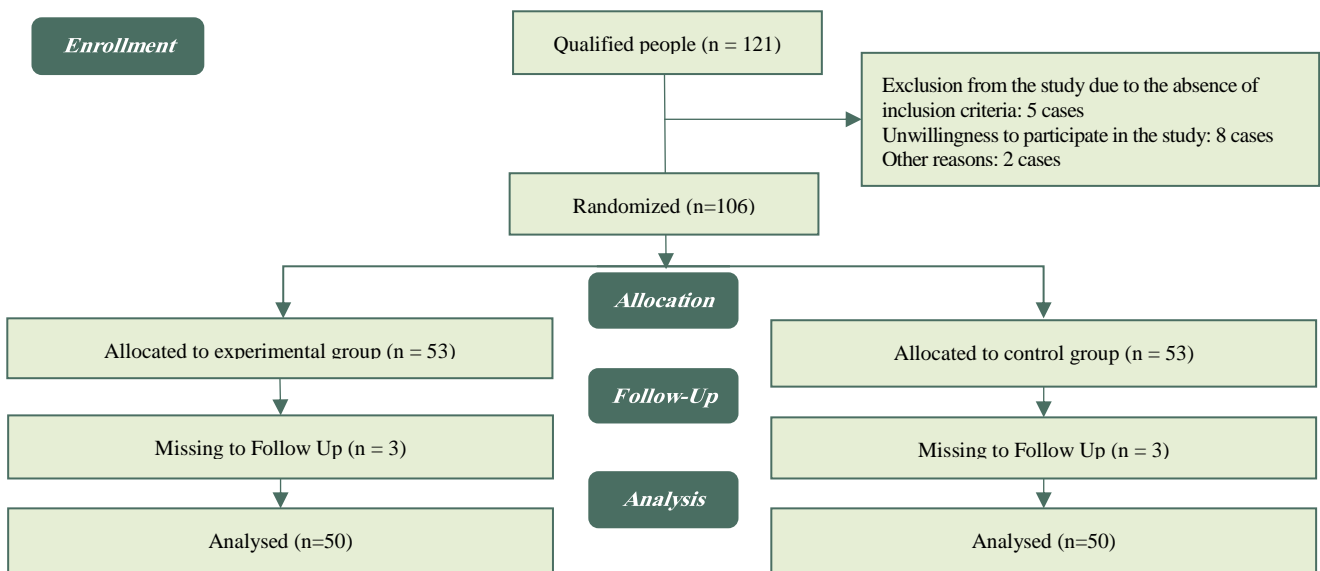 Enrollment
Qualified people (n = 121)
Exclusion from the study due to the absence of
inclusion criteria: 5 cases
Unwillingness to participate in the study: 8 cases
Other reasons: 2 cases
Randomized (n=106)
Allocation
Allocated to experimental group (n = 53)
Allocated to control group (n = 53)
Follow-Up
Missing to Follow Up (n = 3)
Missing to Follow Up (n = 3)
Analysis
Analysed (n=50)
Analysed (n=50)